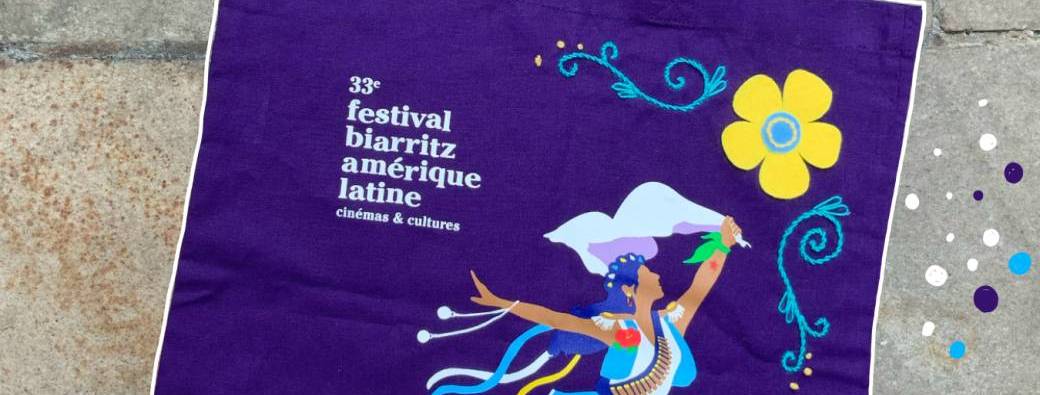 33e
festival
biarritz
amérique
latine
cinémas & cultures